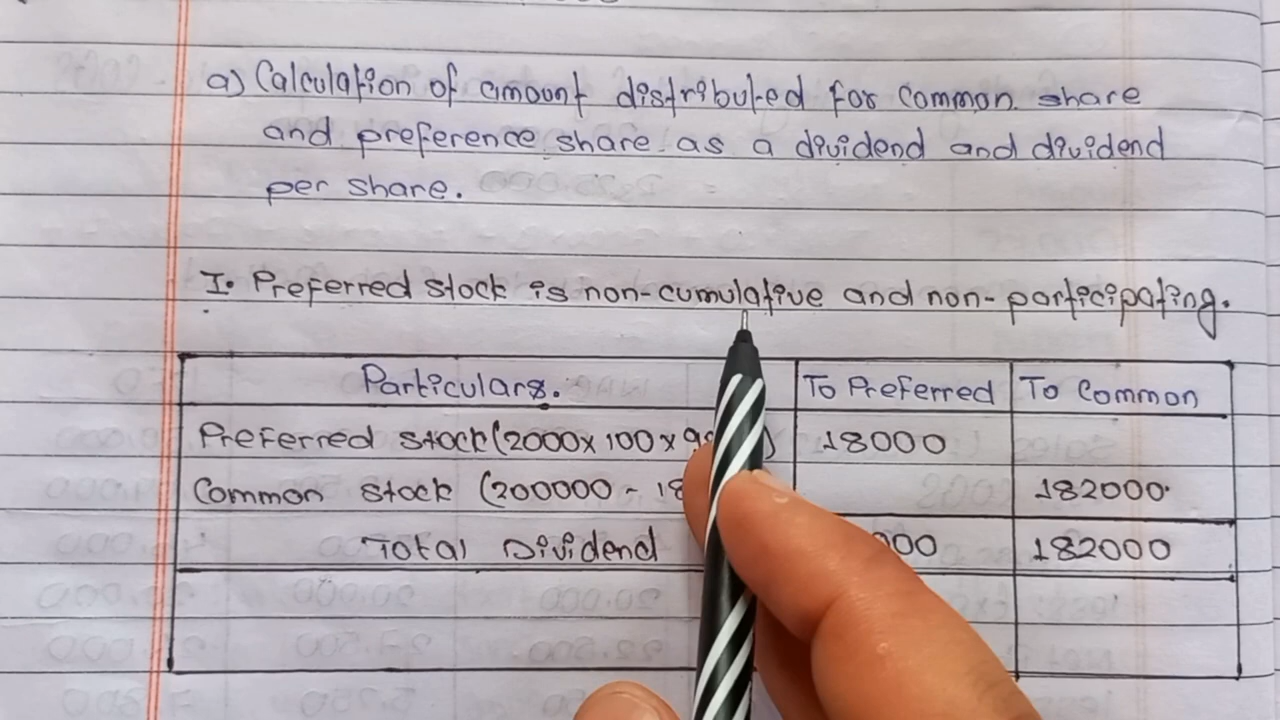 a) Calculation of amount distributed for common share
and preference share as a dividend and dividend
per share.
I. Preferred stock is non-cumulative and non-participating.
Particulars. To Preferred To Common
Preferred stock (2000 x 100 x ) 18000
Common stock (200000 - 182000
Total Dividend 182000